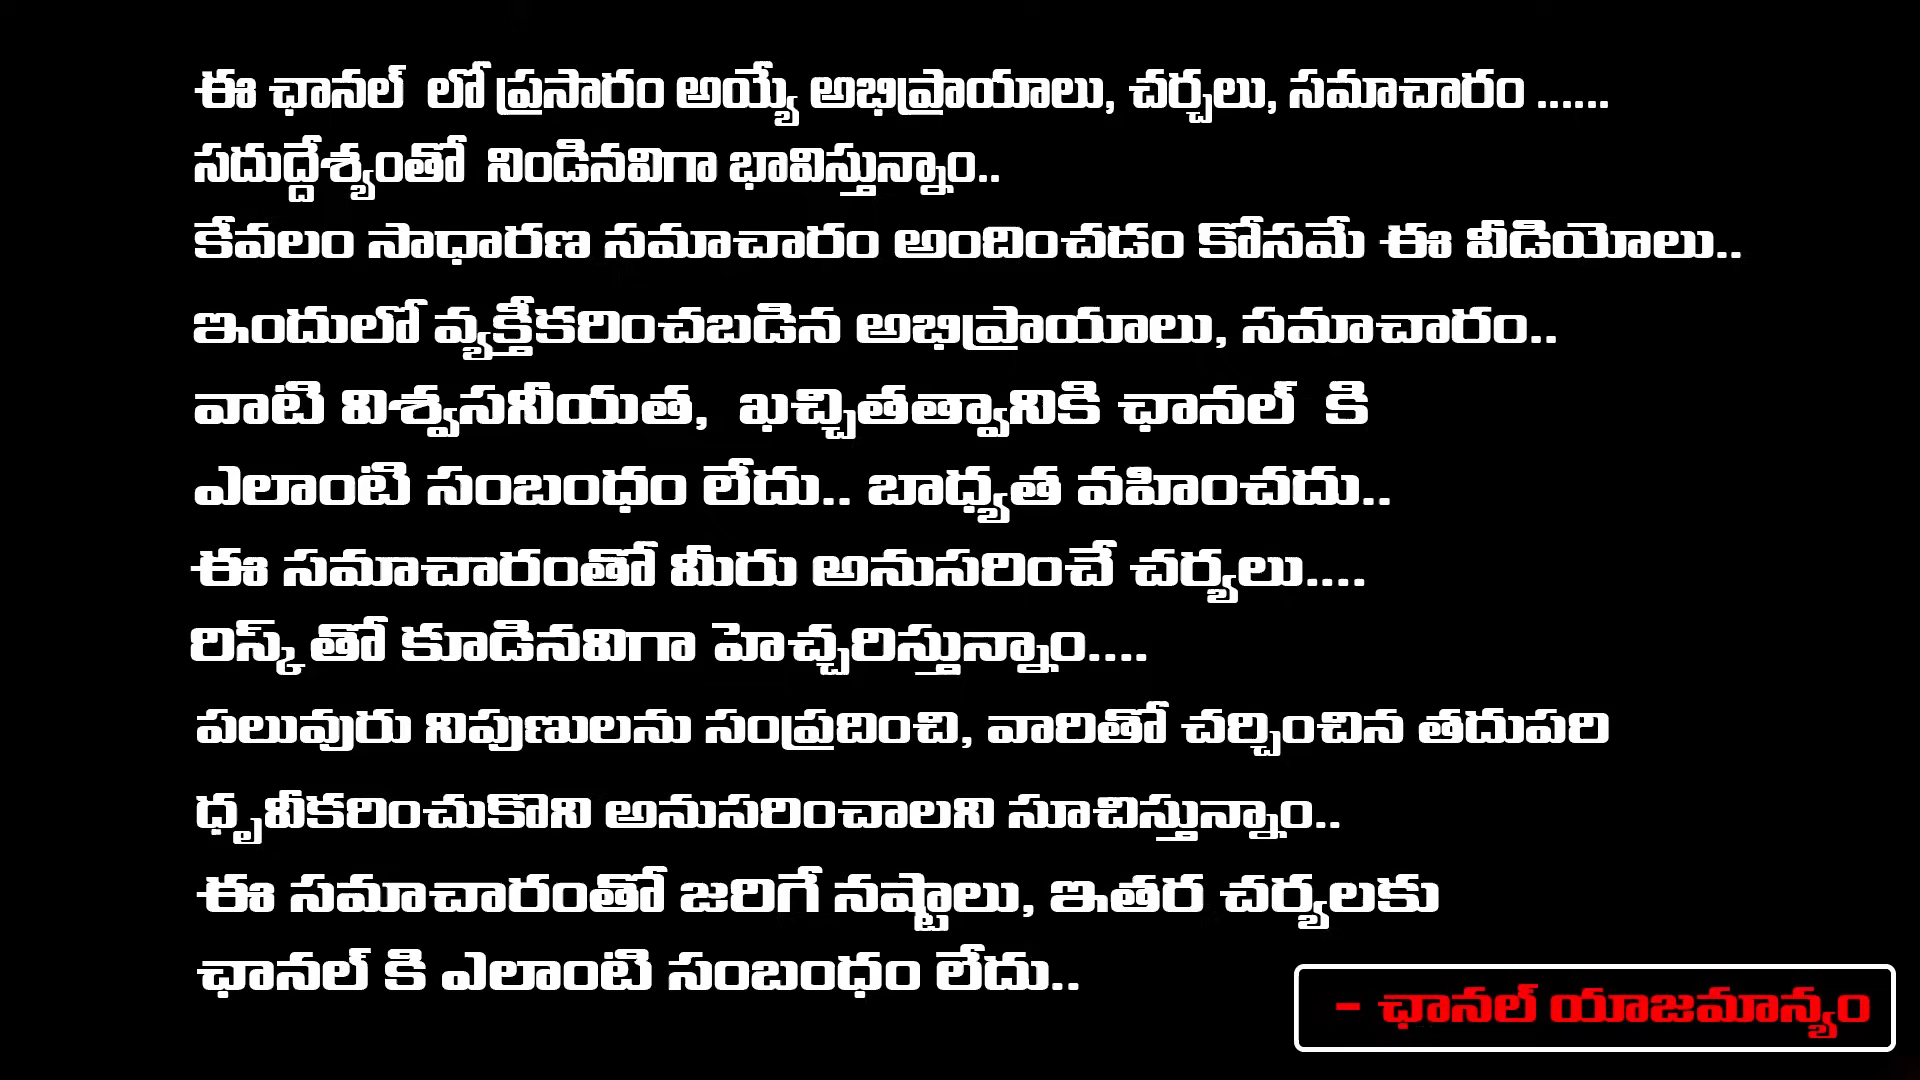 ఈ ఛానల్ లో ప్రసారం అయ్యే అభిప్రాయాలు, చర్చలు, సమాచారం ......
సదుద్దేశ్యంతో నిండినవిగా భావిస్తున్నాం..
కేవలం సాధారణ సమాచారం అందించడం కోసమే ఈ వీడియోలు..
ఇందులో వ్యక్తీకరించబడిన అభిప్రాయాలు, సమాచారం..
వాటి విశ్వసనీయత, ఖచ్చితత్వానికి ఛానల్ కి
ఎలాంటి సంబంధం లేదు.. బాధ్యత వహించదు..
ఈ సమాచారంతో మీరు అనుసరించే చర్యలు....
రిస్క్ తో కూడినవిగా హెచ్చరిస్తున్నాం....
పలువురు నిపుణులను సంప్రదించి, వారితో చర్చించిన తదుపరి
ధృవీకరించుకొని అనుసరించాలని సూచిస్తున్నాం..
ఈ సమాచారంతో జరిగే నష్టాలు, ఇతర చర్యలకు
ఛానల్ కి ఎలాంటి సంబంధం లేదు..
- ఛానల్ యాజమాన్యం